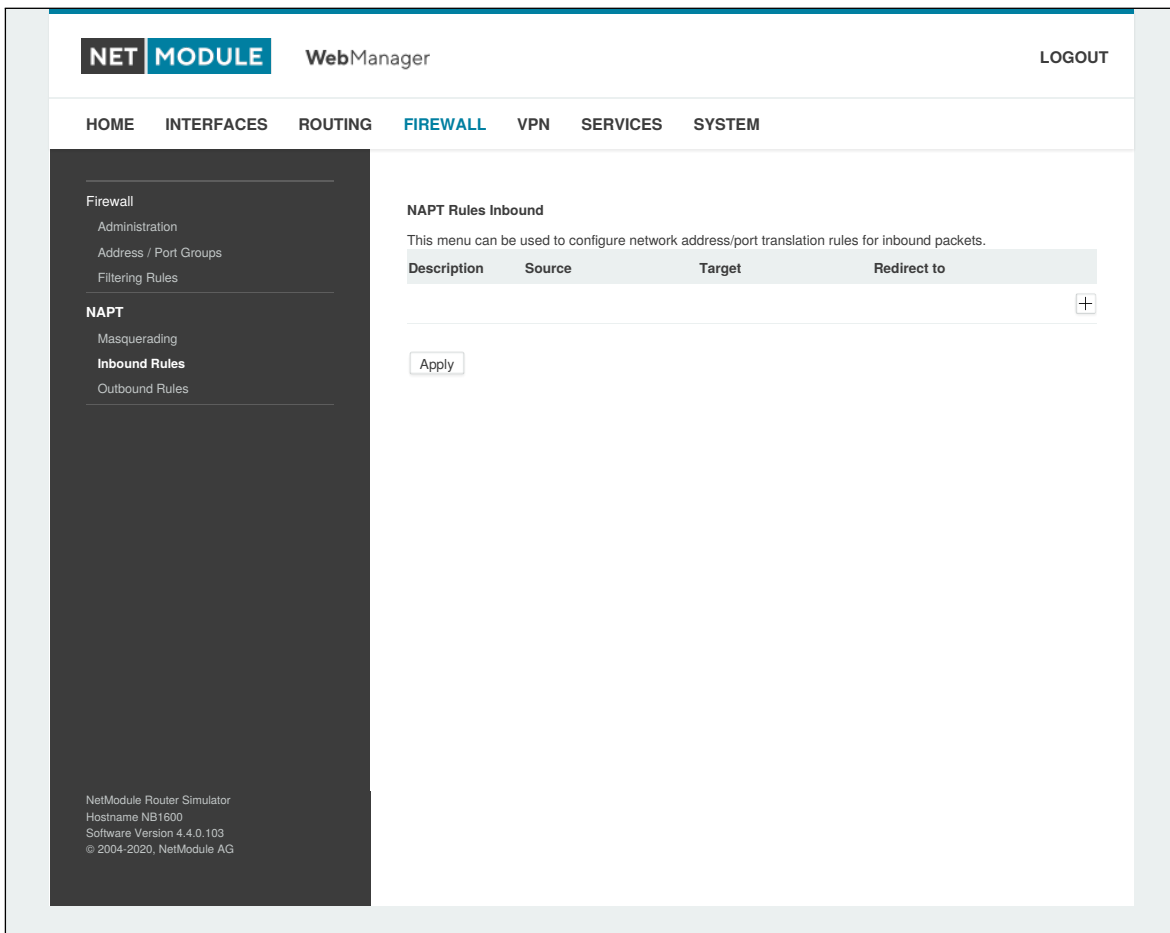 NET MODULE WebManager LOGOUT
HOME INTERFACES ROUTING FIREWALL VPN SERVICES SYSTEM
Firewall
Administration
Address / Port Groups
Filtering Rules
NAPT
Masquerading
Inbound Rules
Outbound Rules
NetModule Router Simulator
Hostname NB1600
Software Version 4.4.0.103
© 2004-2020, NetModule AG
NAPT Rules Inbound
This menu can be used to configure network address/port translation rules for inbound packets.
Description Source Target Redirect to
Apply